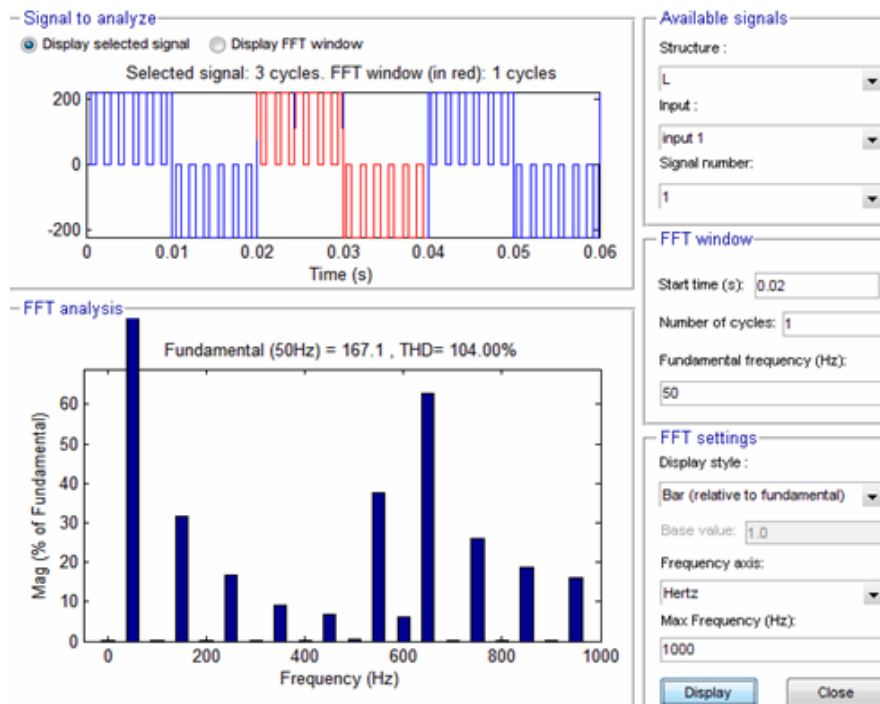 Signal to analyze
Display selected signal Display FFT window
Selected signal: 3 cycles. FFT window (in red): 1 cycles
200
0
-200
0 0.01 0.02 0.03 0.04 0.05 0.06
Time (s)
FFT analysis
Fundamental (50Hz) = 167.1 , THD= 104.00%
Mag (% of Fundamental)
60
50
40
30
20
10
0
0 200 400 600 800 1000
Frequency (Hz)
Available signals
Structure :
L
Input :
input 1
Signal number:
1
FFT window
Start time (s): 0.02
Number of cycles: 1
Fundamental frequency (Hz):
50
FFT settings
Display style :
Bar (relative to fundamental)
Base value: 1.0
Frequency axis:
Hertz
Max Frequency (Hz):
1000
Display Close